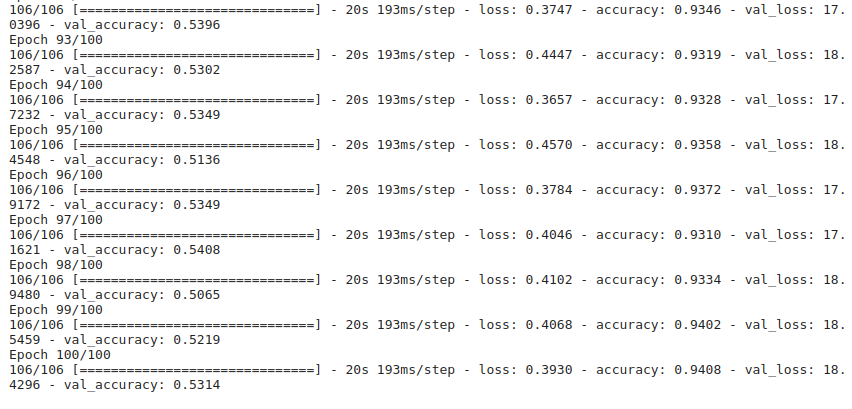 106/106 [==============================] - 20s 193ms/step - loss: 0.3747 - accuracy: 0.9346 - val_loss: 17.
0396 - val_accuracy: 0.5396
Epoch 93/100
106/106 [==============================] - 20s 193ms/step - loss: 0.4447 - accuracy: 0.9319 - val_loss: 18.
2587 - val_accuracy: 0.5302
Epoch 94/100
106/106 [==============================] - 20s 193ms/step - loss: 0.3657 - accuracy: 0.9328 - val_loss: 17.
7232 - val_accuracy: 0.5349
Epoch 95/100
106/106 [==============================] - 20s 193ms/step - loss: 0.4570 - accuracy: 0.9358 - val_loss: 18.
4548 - val_accuracy: 0.5136
Epoch 96/100
106/106 [==============================] - 20s 193ms/step - loss: 0.3784 - accuracy: 0.9372 - val_loss: 17.
9172 - val_accuracy: 0.5349
Epoch 97/100
106/106 [==============================] - 20s 193ms/step - loss: 0.4046 - accuracy: 0.9310 - val_loss: 17.
1621 - val_accuracy: 0.5408
Epoch 98/100
106/106 [==============================] - 20s 193ms/step - loss: 0.4102 - accuracy: 0.9334 - val_loss: 18.
9480 - val_accuracy: 0.5065
Epoch 99/100
106/106 [==============================] - 20s 193ms/step - loss: 0.4068 - accuracy: 0.9402 - val_loss: 18.
5459 - val_accuracy: 0.5219
Epoch 100/100
106/106 [==============================] - 20s 193ms/step - loss: 0.3930 - accuracy: 0.9408 - val_loss: 18.
4296 - val_accuracy: 0.5314